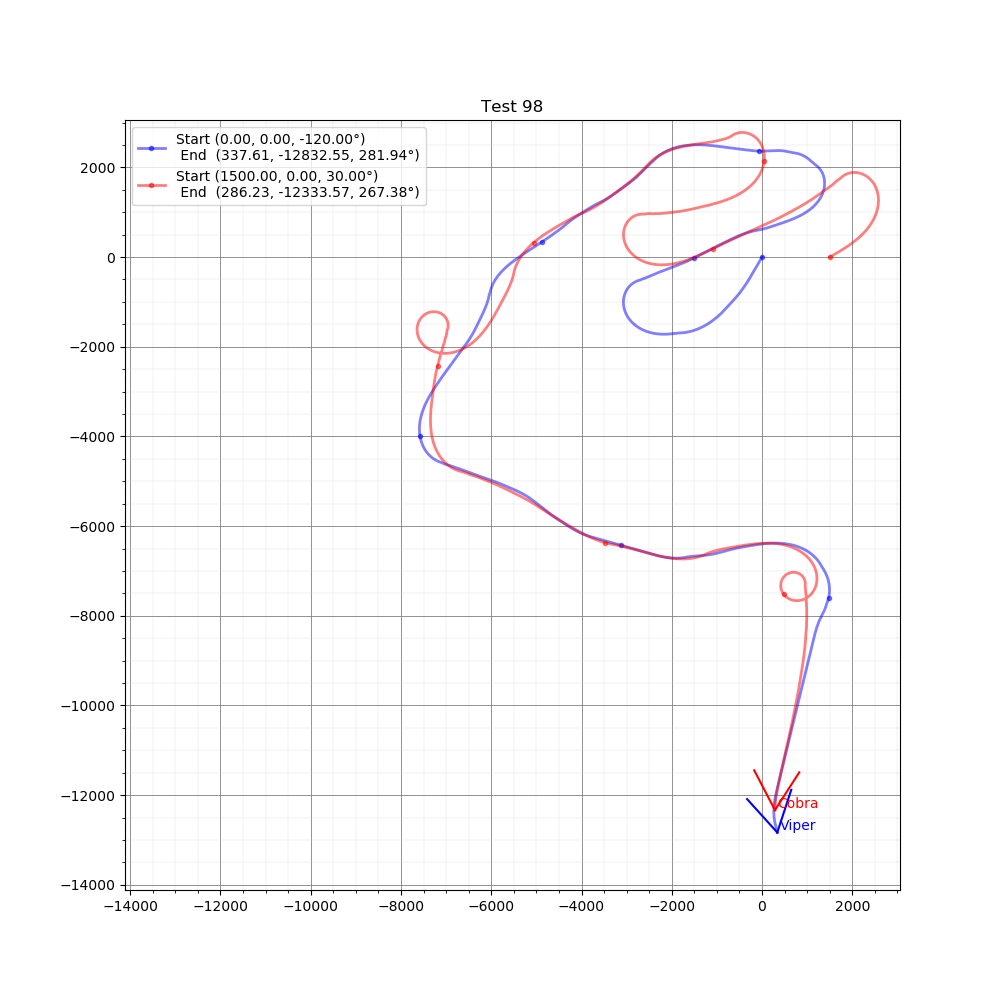 Test 98
Start (0.00, 0.00, -120.00°)
End (337.61, -12832.55, 281.94°)
Start (1500.00, 0.00, 30.00°)
End (286.23, -12333.57, 267.38°)
2000
0
−2000
−4000
−6000
−8000
−10000
−12000
−14000
Cobra
Viper
−14000 −12000 −10000 −8000 −6000 −4000 −2000 0 2000